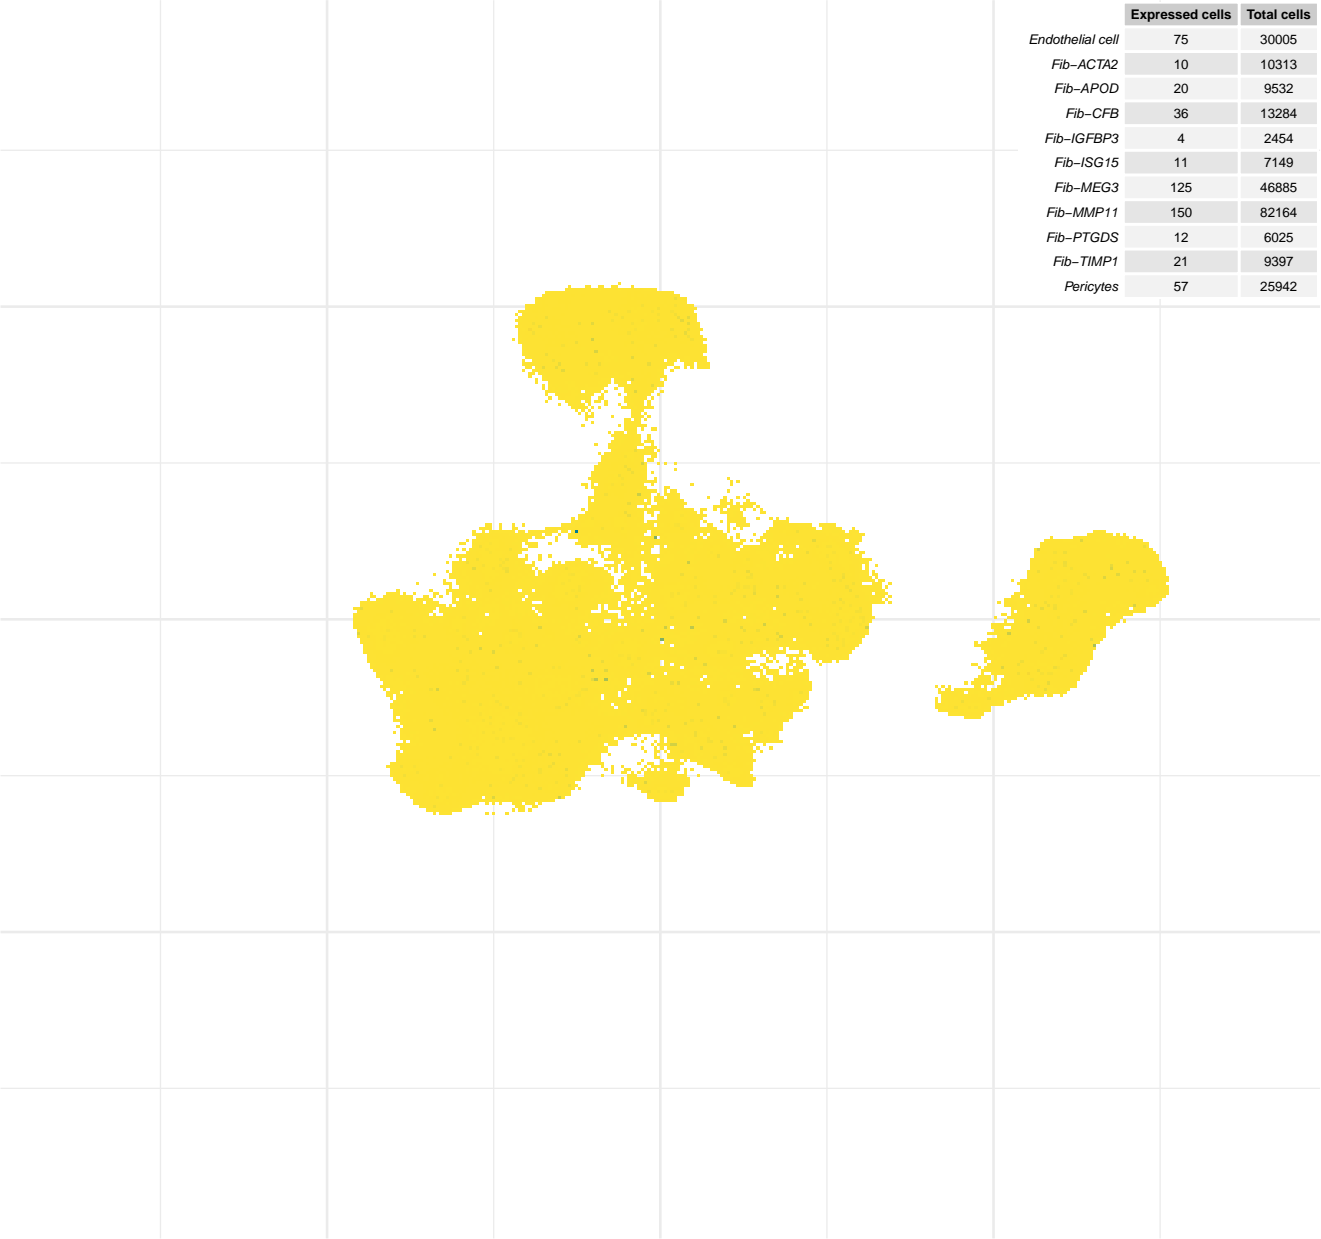 Expressed cells Total cells
Endothelial cell 75 30005
Fib−ACTA2 10 10313
Fib−APOD 20 9532
Fib−CFB 36 13284
Fib−IGFBP3 4 2454
Fib−ISG15 11 7149
Fib−MEG3 125 46885
Fib−MMP11 150 82164
Fib−PTGDS 12 6025
Fib−TIMP1 21 9397
Pericytes 57 25942